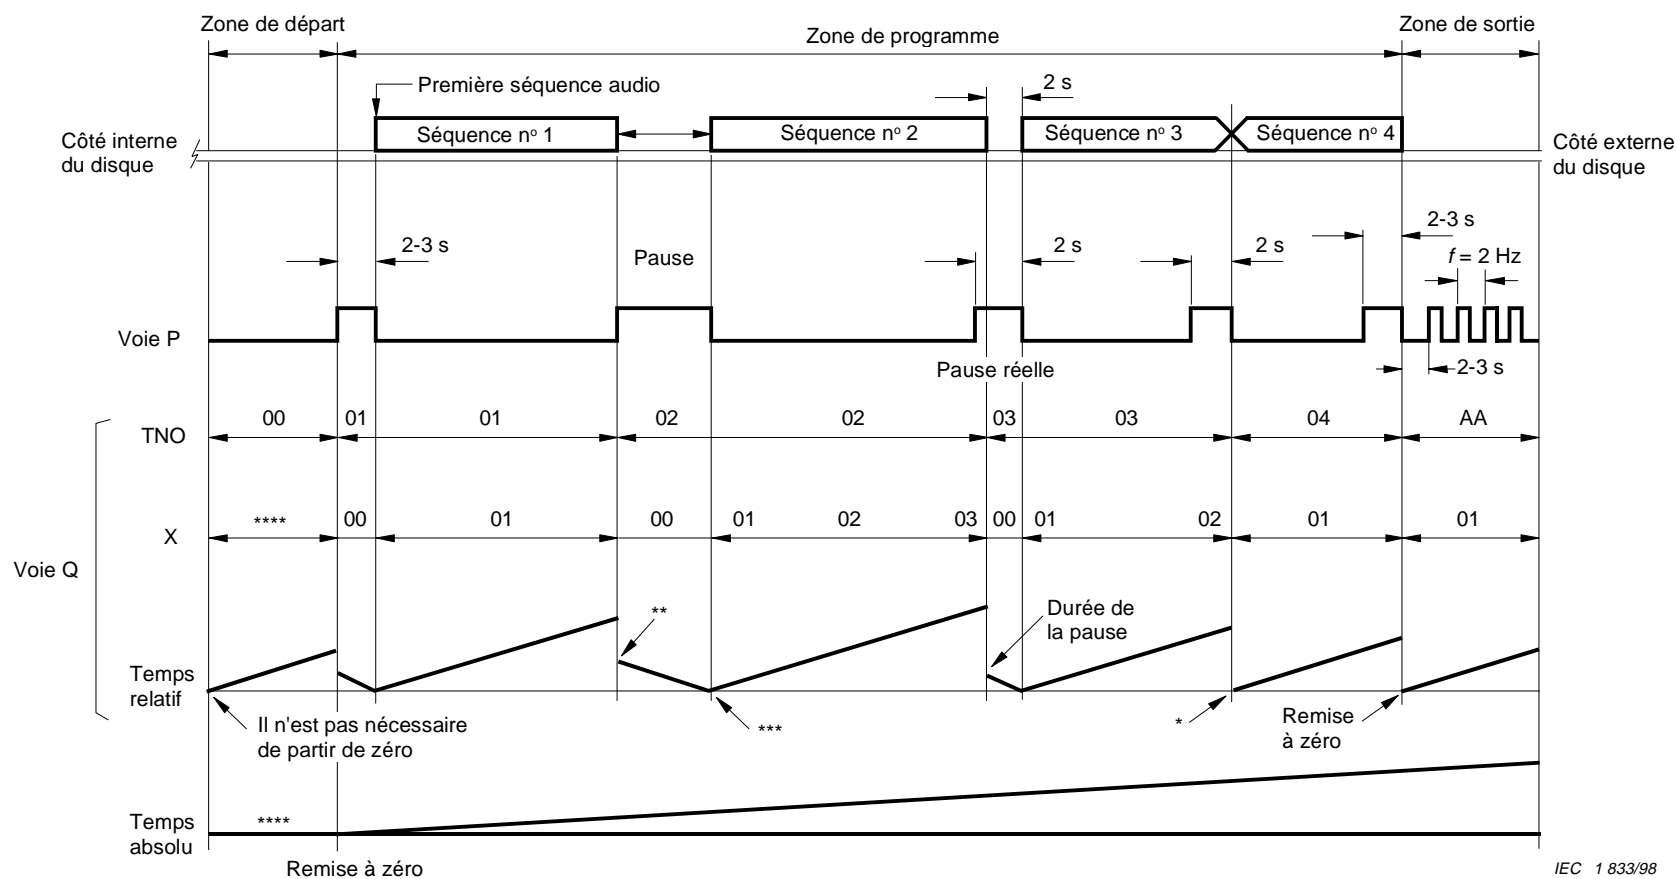 Zone de départ
Zone de programme
Zone de sortie
Première séquence audio
2 s
Côté interne
du disque
Séquence nº 1
Séquence nº 2
Séquence nº 3
Séquence nº 4
Côté externe
du disque
2-3 s
Pause
2 s
2 s
2-3 s
f = 2 Hz
Voie P
Pause réelle
2-3 s
TNO
00
01
01
02
02
03
03
04
AA
X
****
00
01
00
01
02
03
00
01
02
01
01
Voie Q
**
Durée de
la pause
Temps
relatif
Il n'est pas nécessaire
de partir de zéro
***
*
Remise
à zéro
Temps
absolu
****
Remise à zéro
IEC 1 833/98